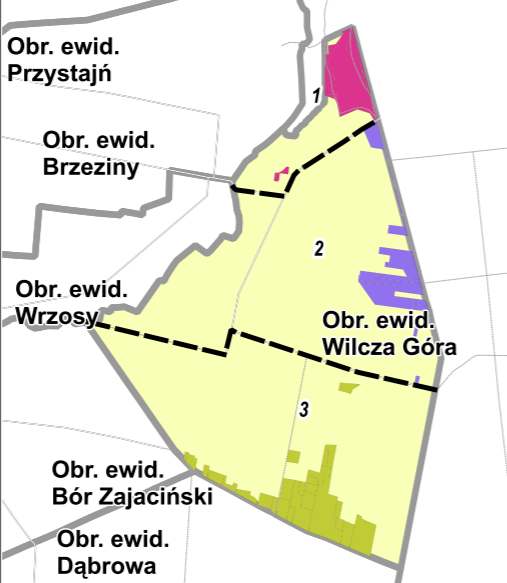 Obr. ewid.
Przystajń
1
Obr. ewid.
Brzeziny
2
Obr. ewid.
Wrzosy
Obr. ewid.
Wilcza Góra
3
Obr. ewid.
Bór Zajaciński
Obr. ewid.
Dąbrowa